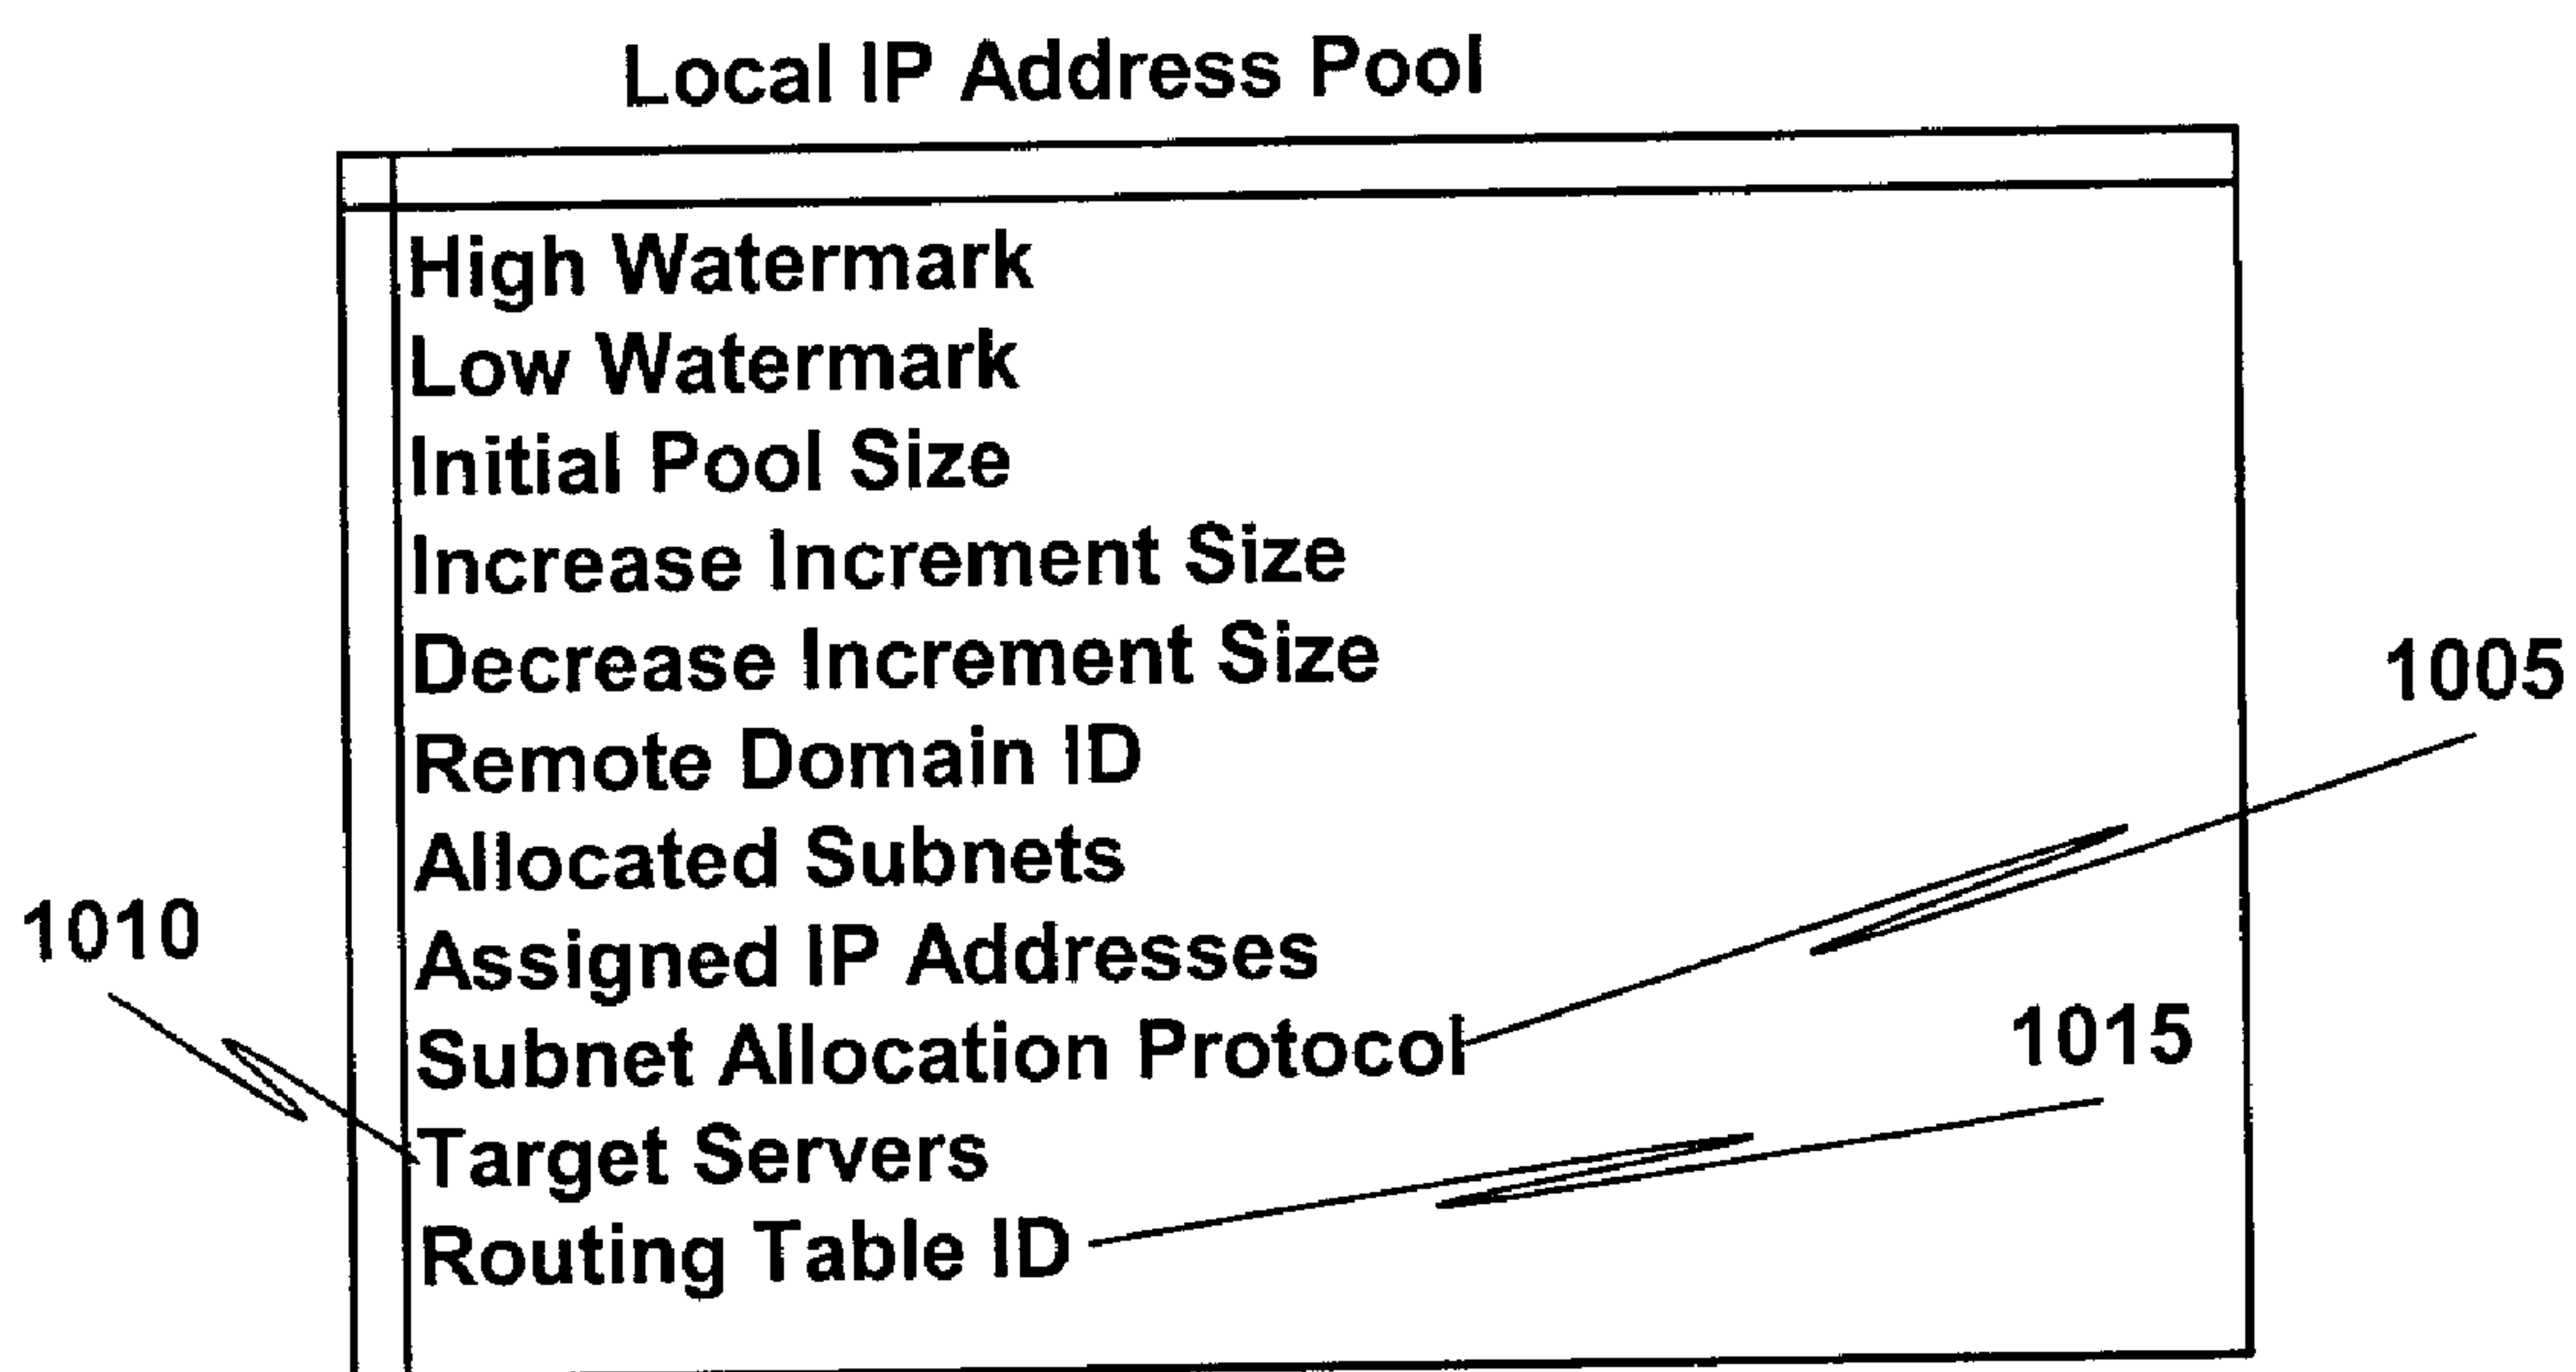 Local IP Address Pool
High Watermark
Low Watermark
Initial Pool Size
Increase Increment Size
Decrease Increment Size
1005
Remote Domain ID
Allocated Subnets
1010
Assigned IP Addresses
Subnet Allocation Protocol
1015
Target Servers
Routing Table ID